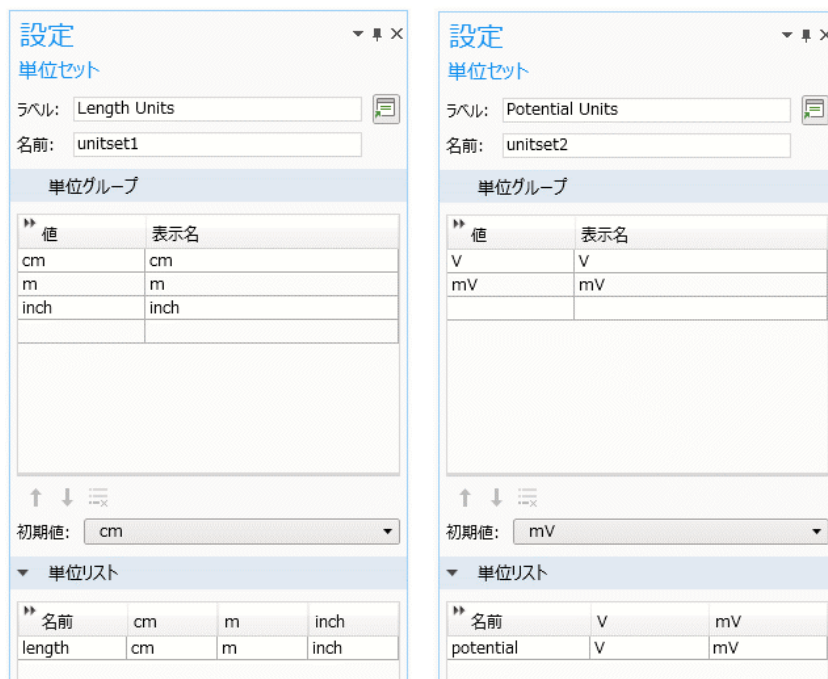 設定
単位セット
ラベル: Length Units
名前: unitset1
単位グループ
値 表示名
cm cm
m m
inch inch
初期値: cm
単位リスト
名前 cm m inch
length cm m inch
設定
単位セット
ラベル: Potential Units
名前: unitset2
単位グループ
値 表示名
V V
mV mV
初期値: mV
単位リスト
名前 V mV
potential V mV